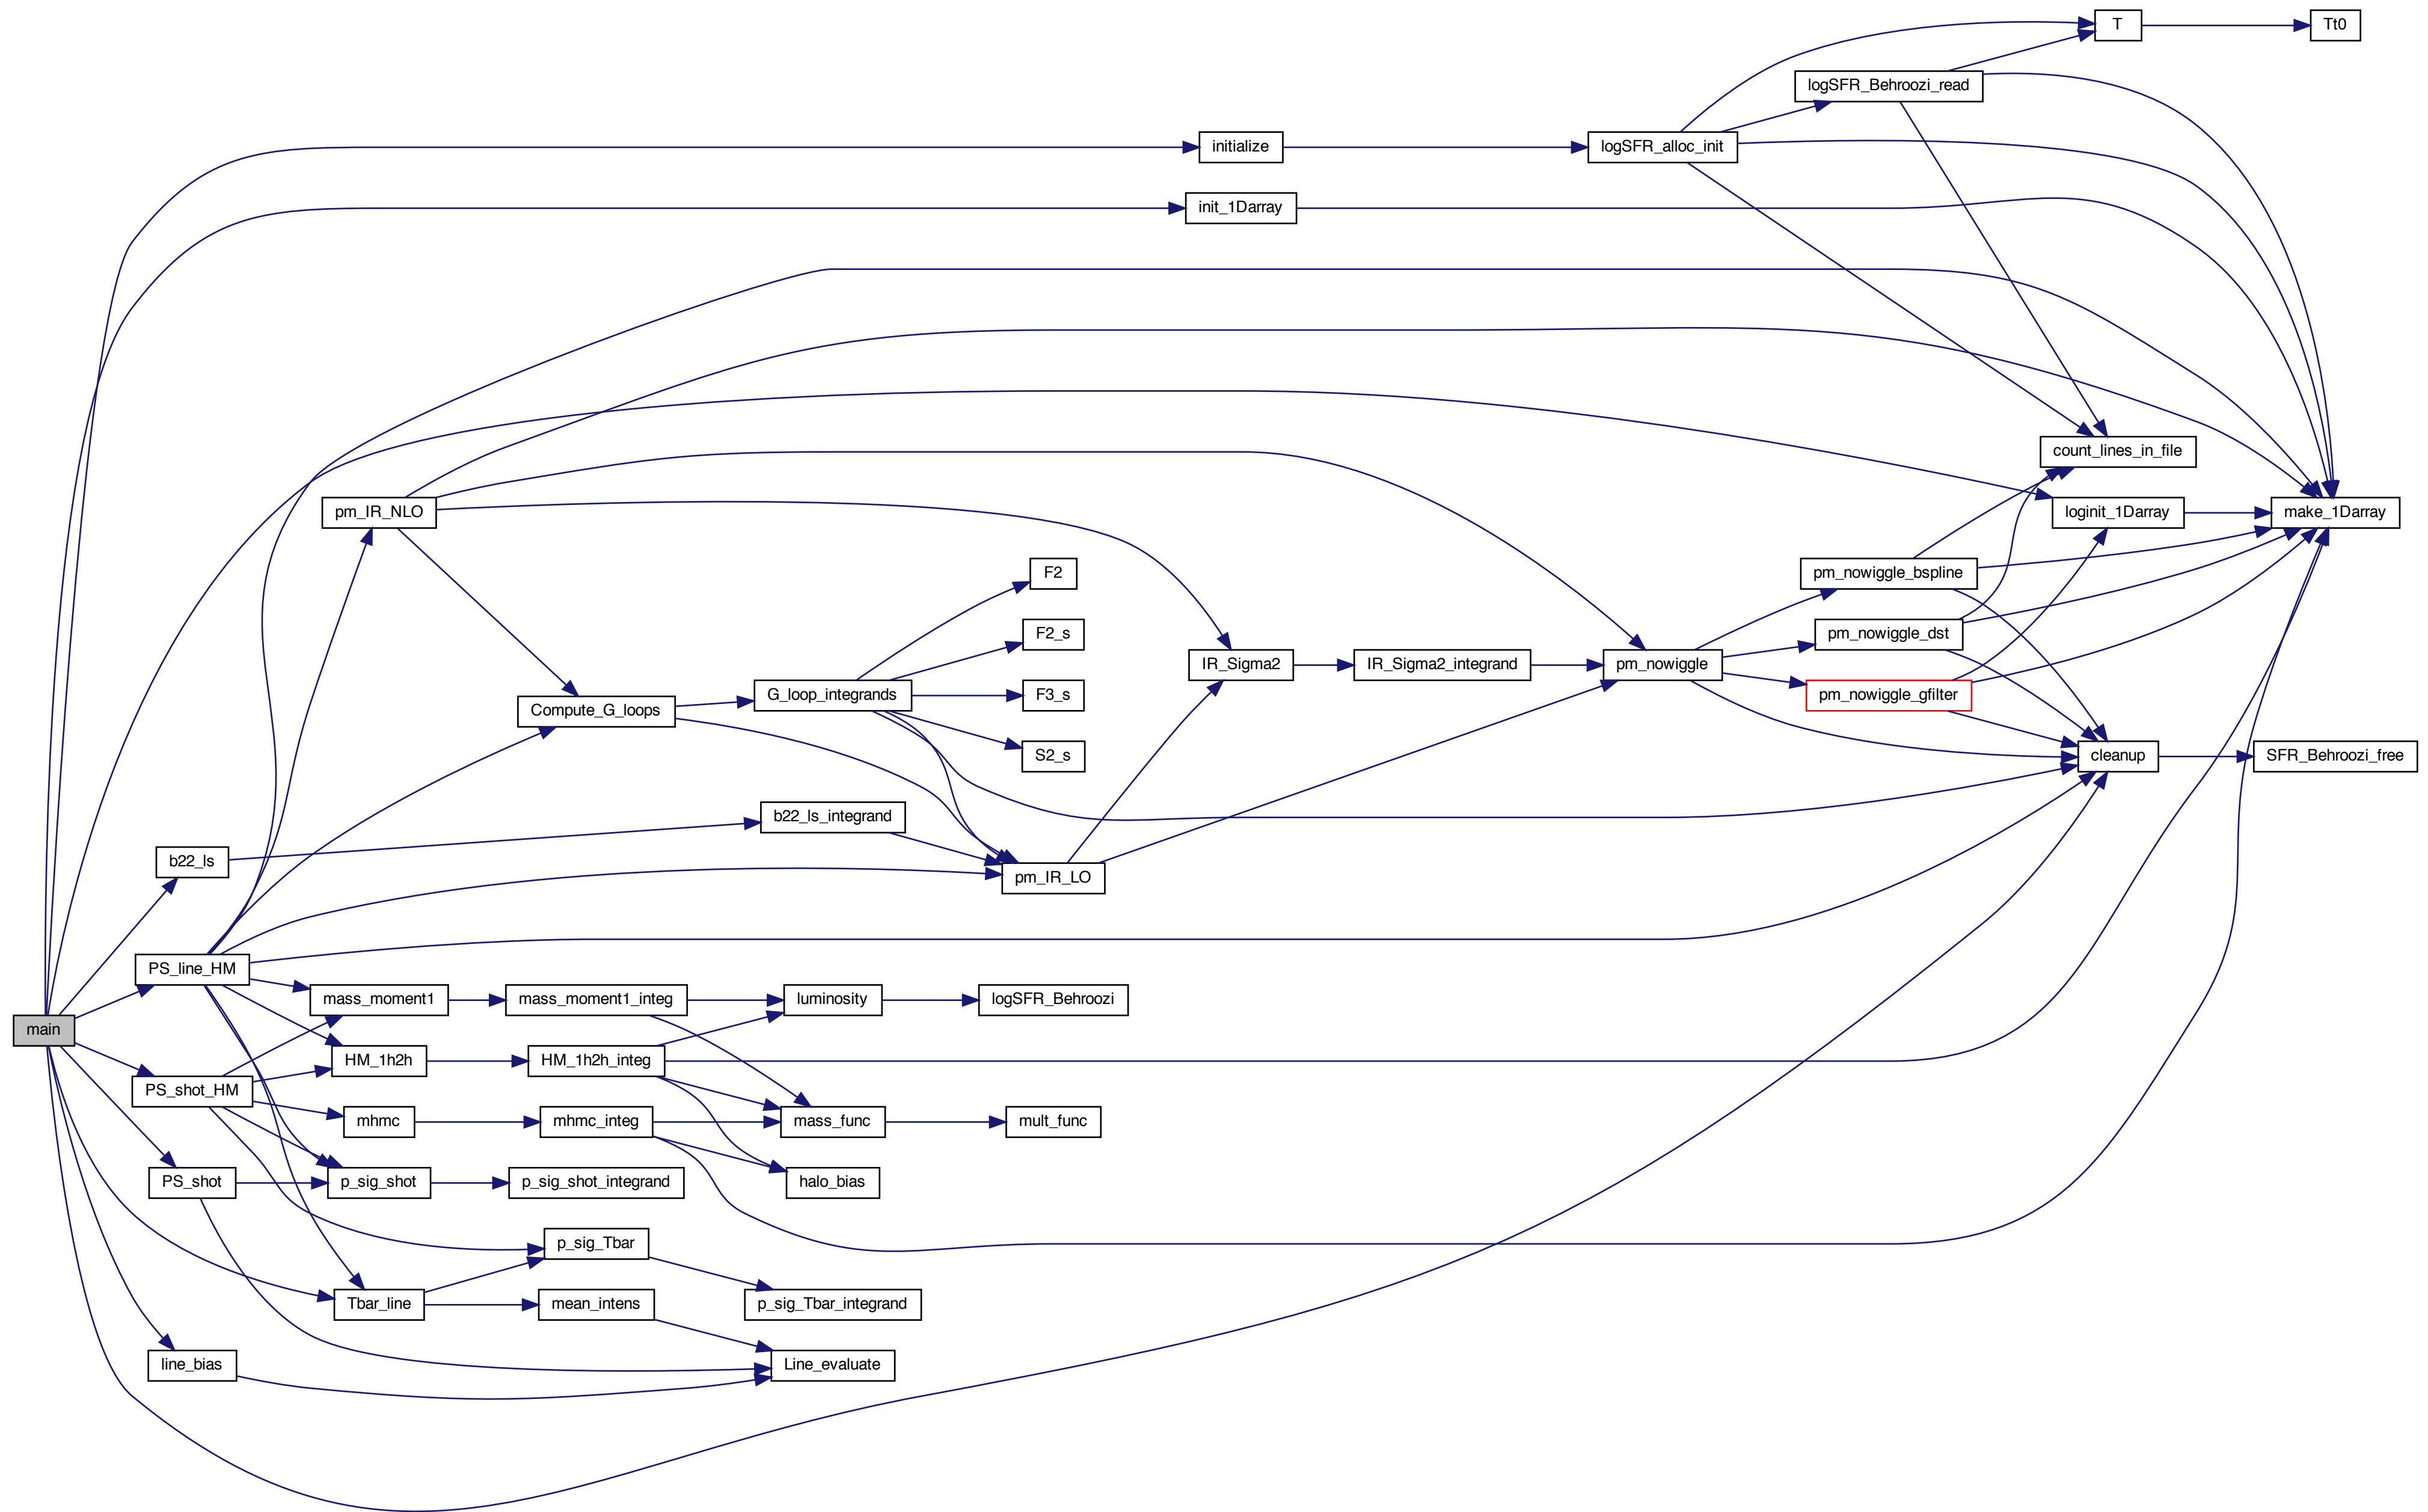 T
Tt0
logSFR_Behroozi_read
initialize
logSFR_alloc_init
init_1Darray
count_lines_in_file
pm_IR_NLO
loginit_1Darray
make_1Darray
F2
pm_nowiggle_bspline
F2_s
pm_nowiggle_dst
IR_Sigma2
IR_Sigma2_integrand
pm_nowiggle
Compute_G_loops
G_loop_integrands
F3_s
pm_nowiggle_gfilter
S2_s
cleanup
SFR_Behroozi_free
b22_ls_integrand
b22_ls
pm_IR_LO
PS_line_HM
mass_moment1
mass_moment1_integ
luminosity
logSFR_Behroozi
main
HM_1h2h
HM_1h2h_integ
PS_shot_HM
mhmc
mhmc_integ
mass_func
mult_func
PS_shot
p_sig_shot
p_sig_shot_integrand
halo_bias
p_sig_Tbar
Tbar_line
mean_intens
p_sig_Tbar_integrand
line_bias
Line_evaluate